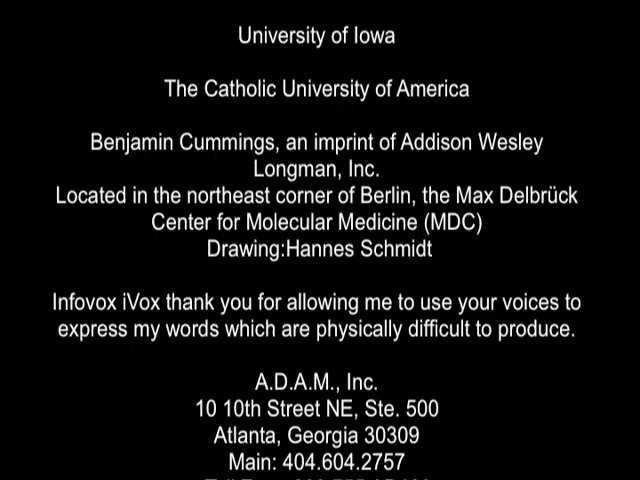 University of Iowa
The Catholic University of America
Benjamin Cummings, an imprint of Addison Wesley
Longman, Inc.
Located in the northeast corner of Berlin, the Max Delbrück
Center for Molecular Medicine (MDC)
Drawing:Hannes Schmidt
Infovox iVox thank you for allowing me to use your voices to
express my words which are physically difficult to produce.
A.D.A.M., Inc.
10 10th Street NE, Ste. 500
Atlanta, Georgia 30309
Main: 404.604.2757